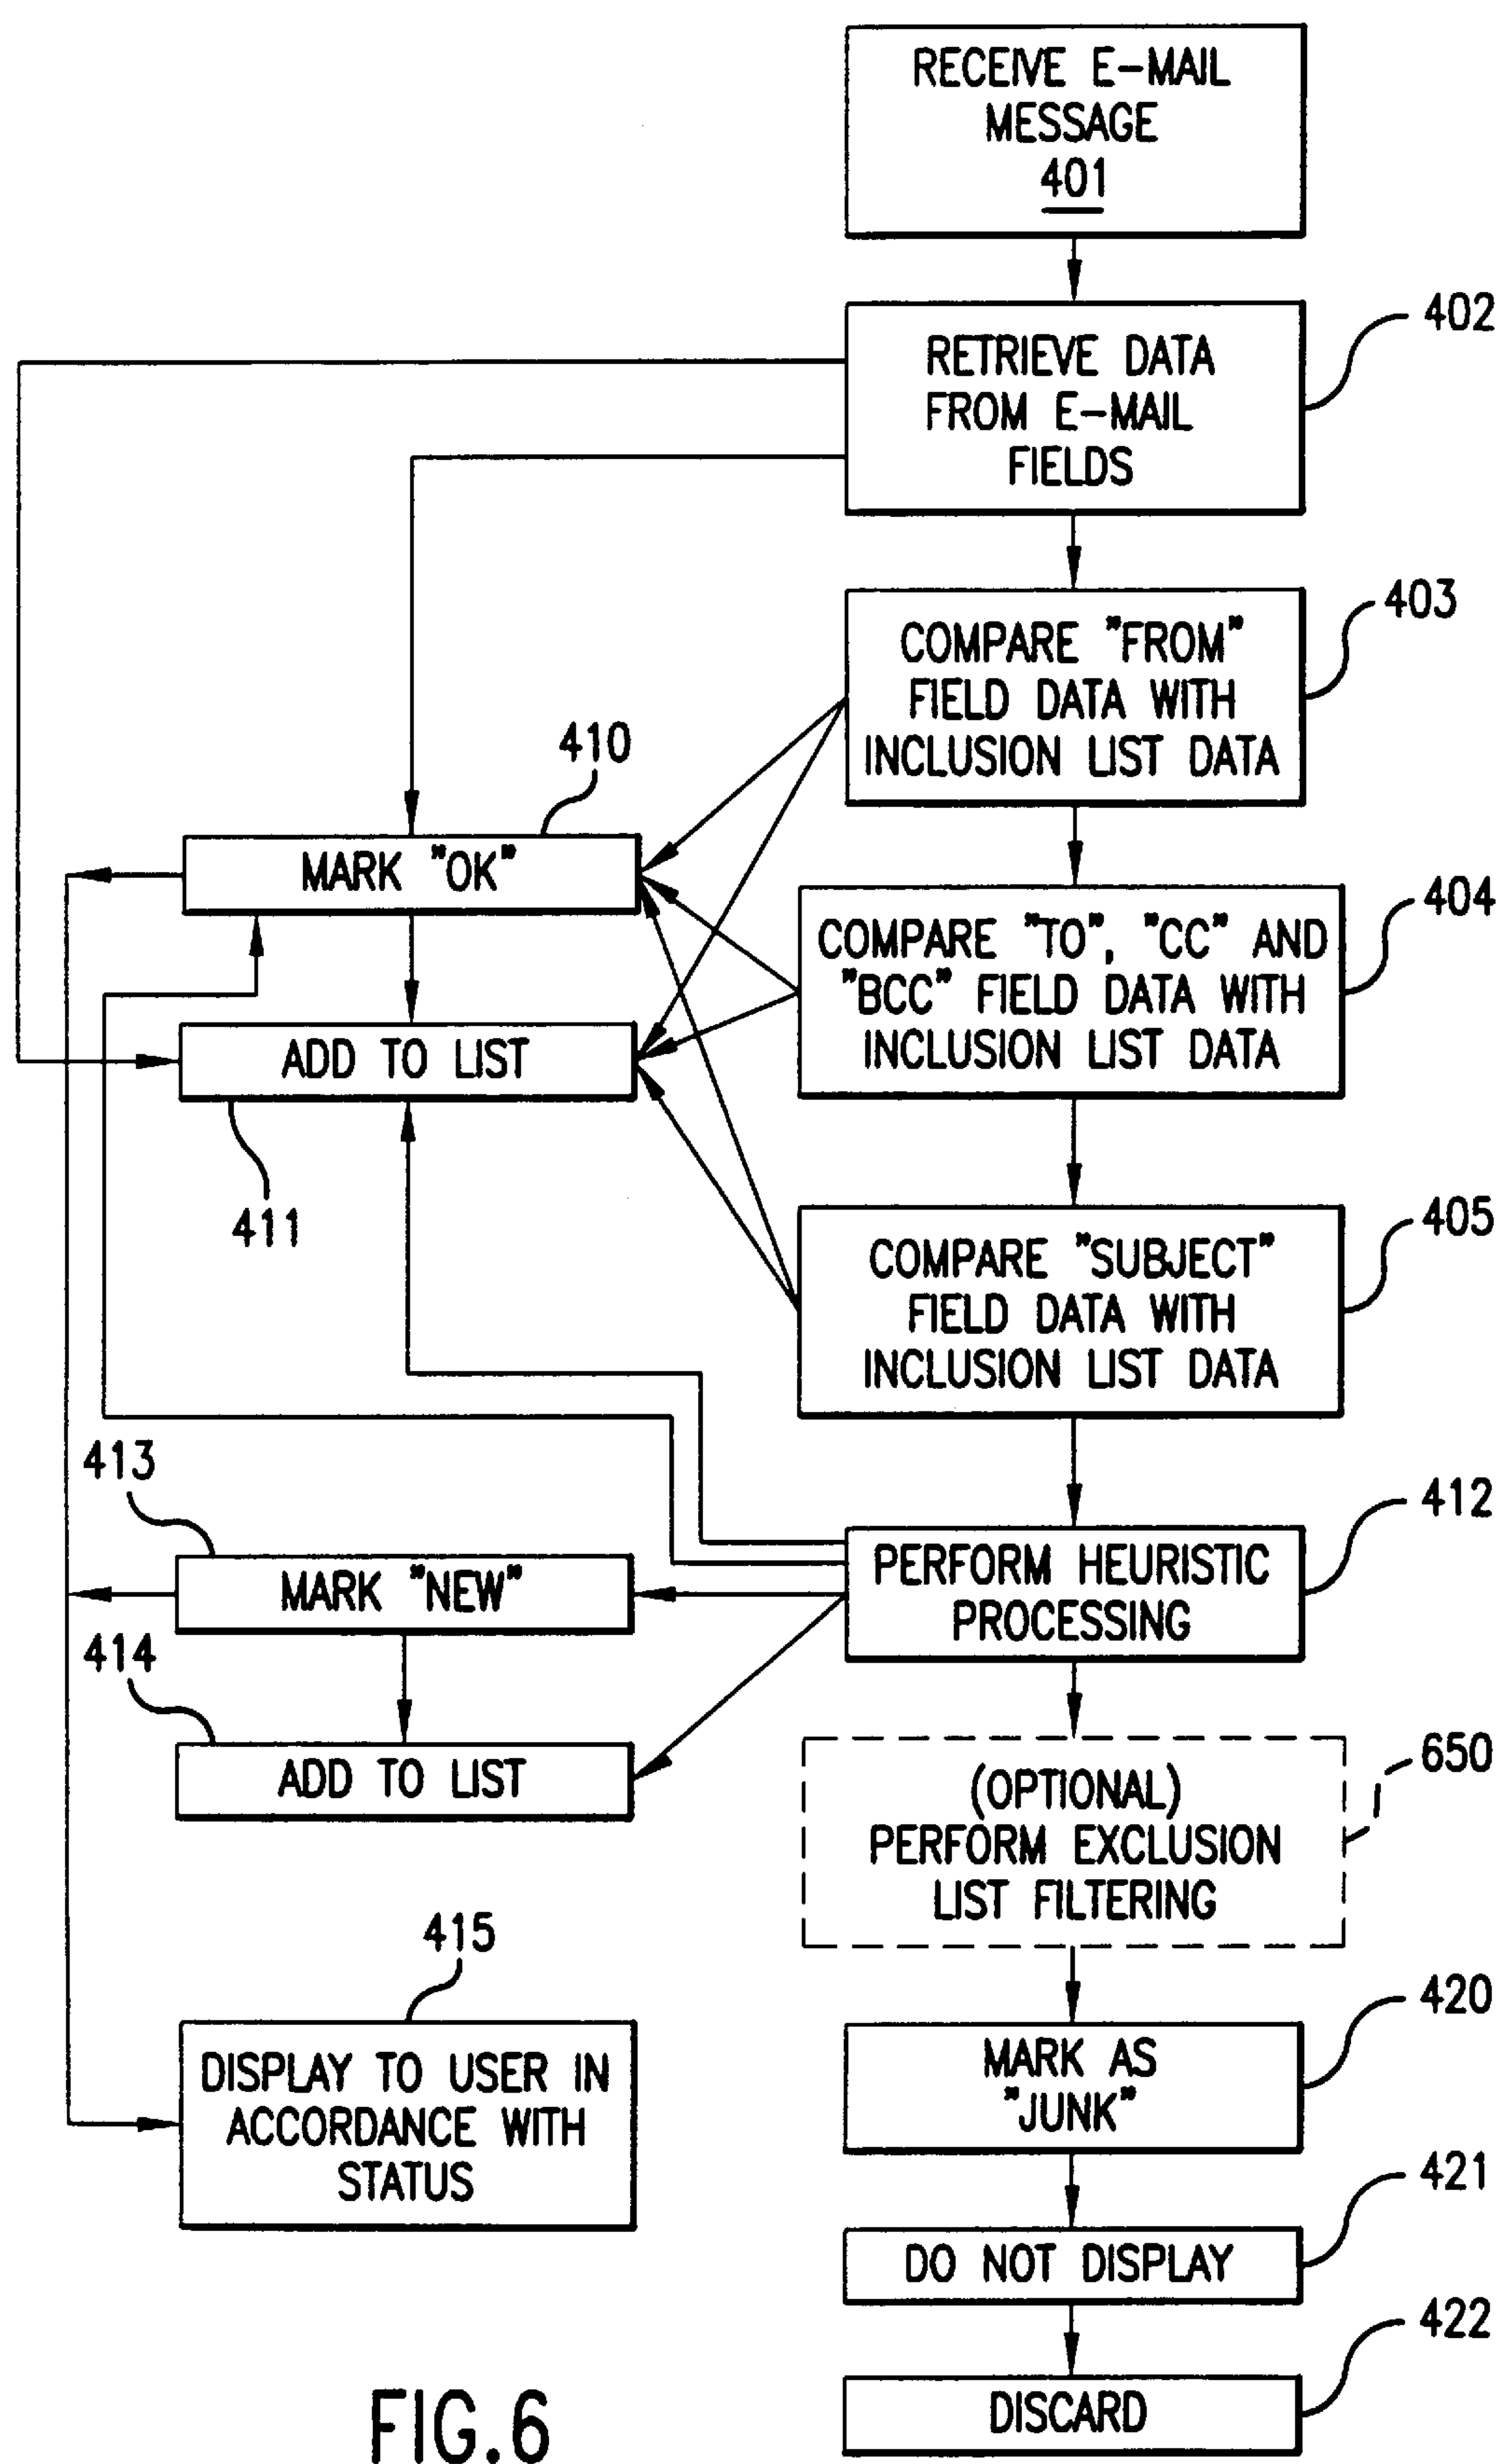 RECEIVE E-MAIL
MESSAGE
401
402
RETRIEVE DATA
FROM E-MAIL
FIELDS
403
COMPARE "FROM"
FIELD DATA WITH
INCLUSION LIST DATA
410
MARK "OK"
404
COMPARE "TO", "CC" AND
"BCC" FIELD DATA WITH
INCLUSION LIST DATA
ADD TO LIST
411
405
COMPARE "SUBJECT"
FIELD DATA WITH
INCLUSION LIST DATA
413
412
PERFORM HEURISTIC
PROCESSING
MARK "NEW"
414
ADD TO LIST
650
(OPTIONAL)
PERFORM EXCLUSION
LIST FILTERING
415
DISPLAY TO USER IN
ACCORDANCE WITH
STATUS
420
MARK AS
"JUNK"
421
DO NOT DISPLAY
422
DISCARD
FIG.6